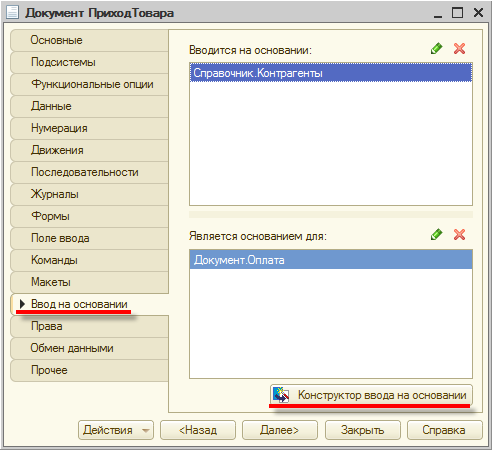 Документ ПриходТовара
Основные
Подсистемы
Функциональные опции
Данные
Нумерация
Движения
Последовательности
Журналы
Формы
Поле ввода
Команды
Макеты
Ввод на основании
Права
Обмен данными
Прочее
Вводится на основании:
Справочник.Контрагенты
Является основанием для:
Документ.Оплата
Конструктор ввода на основании
Действия
<Назад
Далее>
Закрыть
Справка